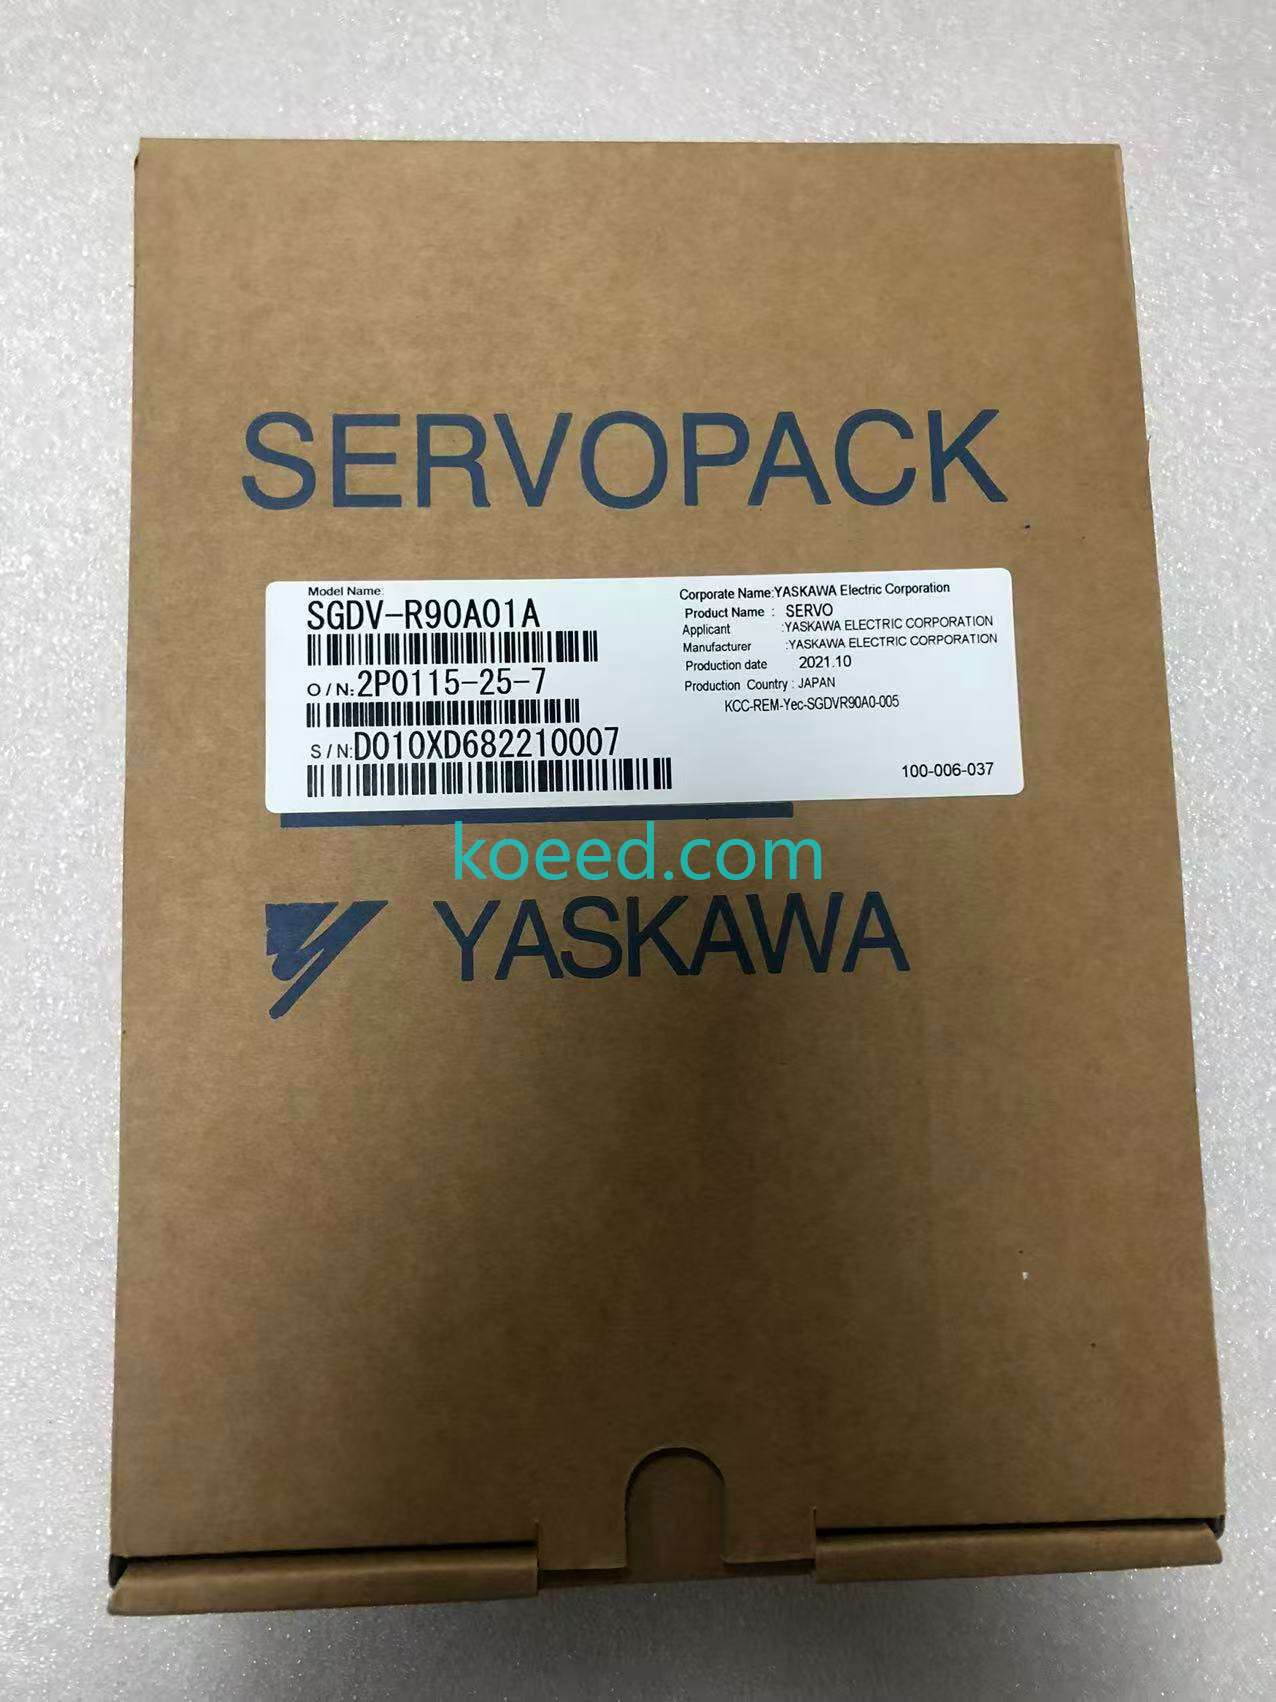 SERVOPACK
Model Name:
SGDV-R90A01A
O/N:2P0115-25-7
S/N:D010XD682210007
Corporate Name:YASKAWA Electric Corporation
Product Name : SERVO
Applicant :YASKAWA ELECTRIC CORPORATION
Manufacturer :YASKAWA ELECTRIC CORPORATION
Production date 2021.10
Production Country : JAPAN
KCC-REM-Yec-SGDVR90A0-005
100-006-037
koeed.com
YASKAWA